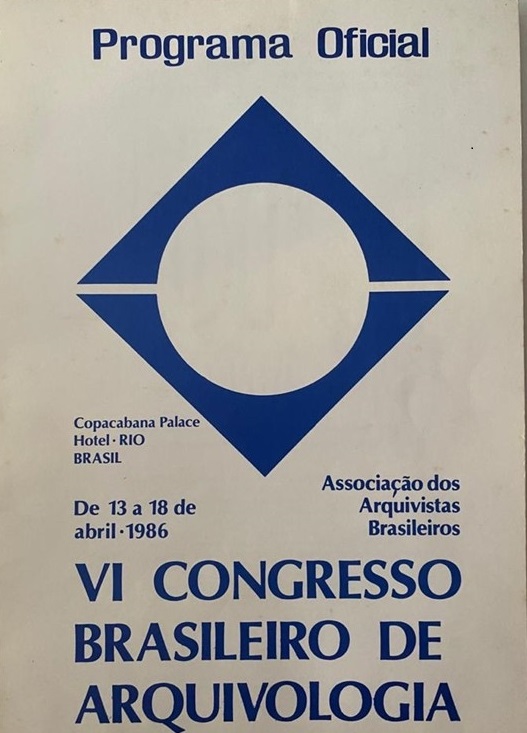 Programa Oficial
Copacabana Palace
Hotel · RIO
BRASIL
De 13 a 18 de
abril · 1986
Associação dos
Arquivistas
Brasileiros
VI CONGRESSO
BRASILEIRO DE
ARQUIVOLOGIA